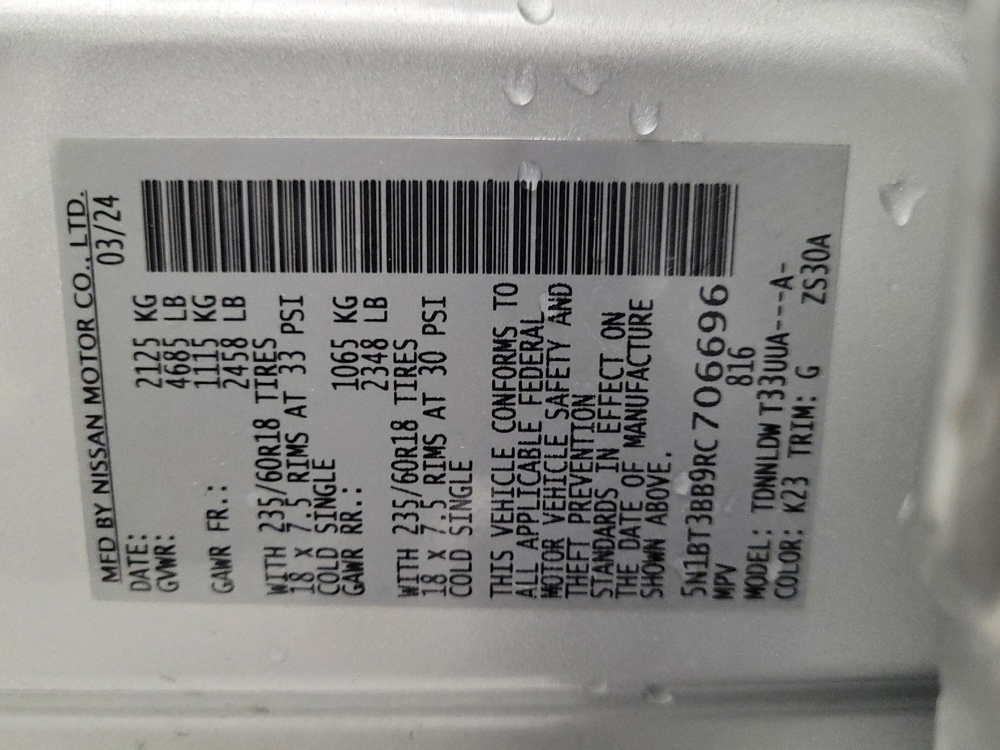 MFD BY NISSAN MOTOR CO., LTD.
DATE: 03/24
GVWR: 2125 KG
4685 LB
GAWR FR.: 1115 KG
2458 LB
WITH 235/60R18 TIRES
18 X 7.5 RIMS AT 33 PSI
COLD SINGLE
GAWR RR.: 1065 KG
2348 LB
WITH 235/60R18 TIRES
18 X 7.5 RIMS AT 30 PSI
COLD SINGLE
THIS VEHICLE CONFORMS TO
ALL APPLICABLE FEDERAL
MOTOR VEHICLE SAFETY AND
THEFT PREVENTION
STANDARDS IN EFFECT ON
THE DATE OF MANUFACTURE
SHOWN ABOVE.
5N1BT3BB9RC706696
MPV 816
MODEL: TDNNLDWT33UUA---A-
COLOR: K23 TRIM: G ZS30A